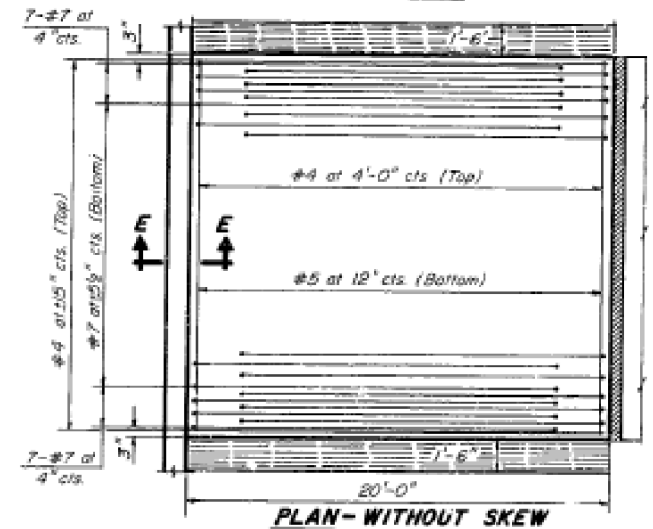 7-#7 at
4" cts.
3"
1'-6"
#4 at 4'-0" cts. (Top)
#4 at ±15" cts. (Top)
#7 at ±5½" cts. (Bottom)
E
E
#5 at 12" cts. (Bottom)
7-#7 at
4" cts.
3"
1'-6"
20'-0"
PLAN-WITHOUT SKEW